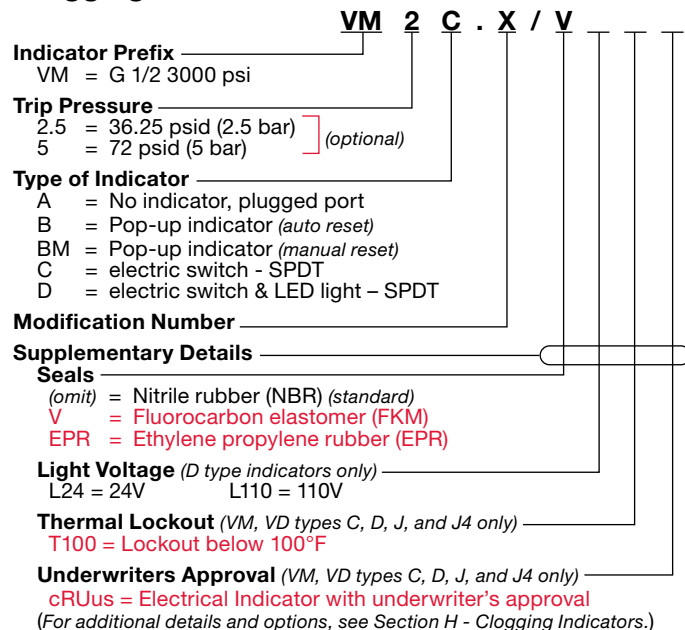 VM 2 C . X / V
Indicator Prefix
VM = G 1/2 3000 psi
Trip Pressure
2.5 = 36.25 psid (2.5 bar)
5 = 72 psid (5 bar)
(optional)
Type of Indicator
A = No indicator, plugged port
B = Pop-up indicator (auto reset)
BM = Pop-up indicator (manual reset)
C = electric switch - SPDT
D = electric switch & LED light – SPDT
Modification Number
Supplementary Details
Seals
(omit) = Nitrile rubber (NBR) (standard)
V = Fluorocarbon elastomer (FKM)
EPR = Ethylene propylene rubber (EPR)
Light Voltage (D type indicators only)
L24 = 24V L110 = 110V
Thermal Lockout (VM, VD types C, D, J, and J4 only)
T100 = Lockout below 100°F
Underwriters Approval (VM, VD types C, D, J, and J4 only)
cRUus = Electrical Indicator with underwriter's approval
(For additional details and options, see Section H - Clogging Indicators.)